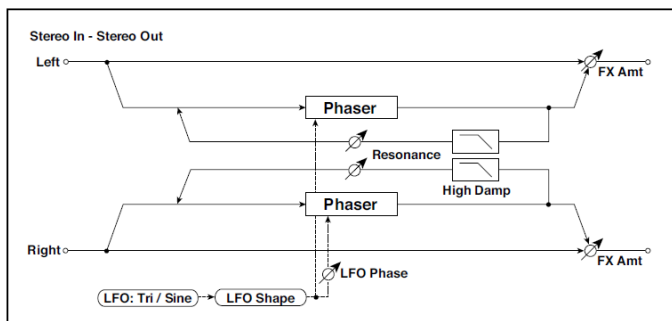 Stereo In - Stereo Out
Left
FX Amt
Phaser
Resonance
High Damp
Phaser
Right
LFO Phase
FX Amt
LFO: Tri / Sine
LFO Shape